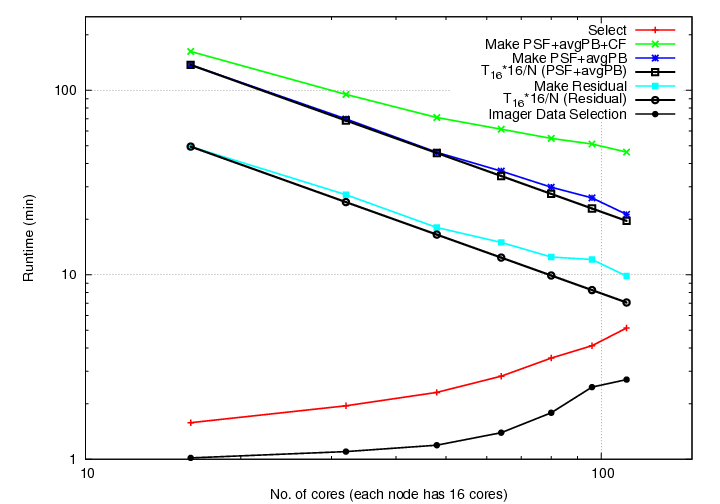 Select
Make PSF+avgPB+CF
Make PSF+avgPB
T16*16/N (PSF+avgPB)
Make Residual
T16*16/N (Residual)
Imager Data Selection
100
10
1
Runtime (min)
10
100
No. of cores (each node has 16 cores)